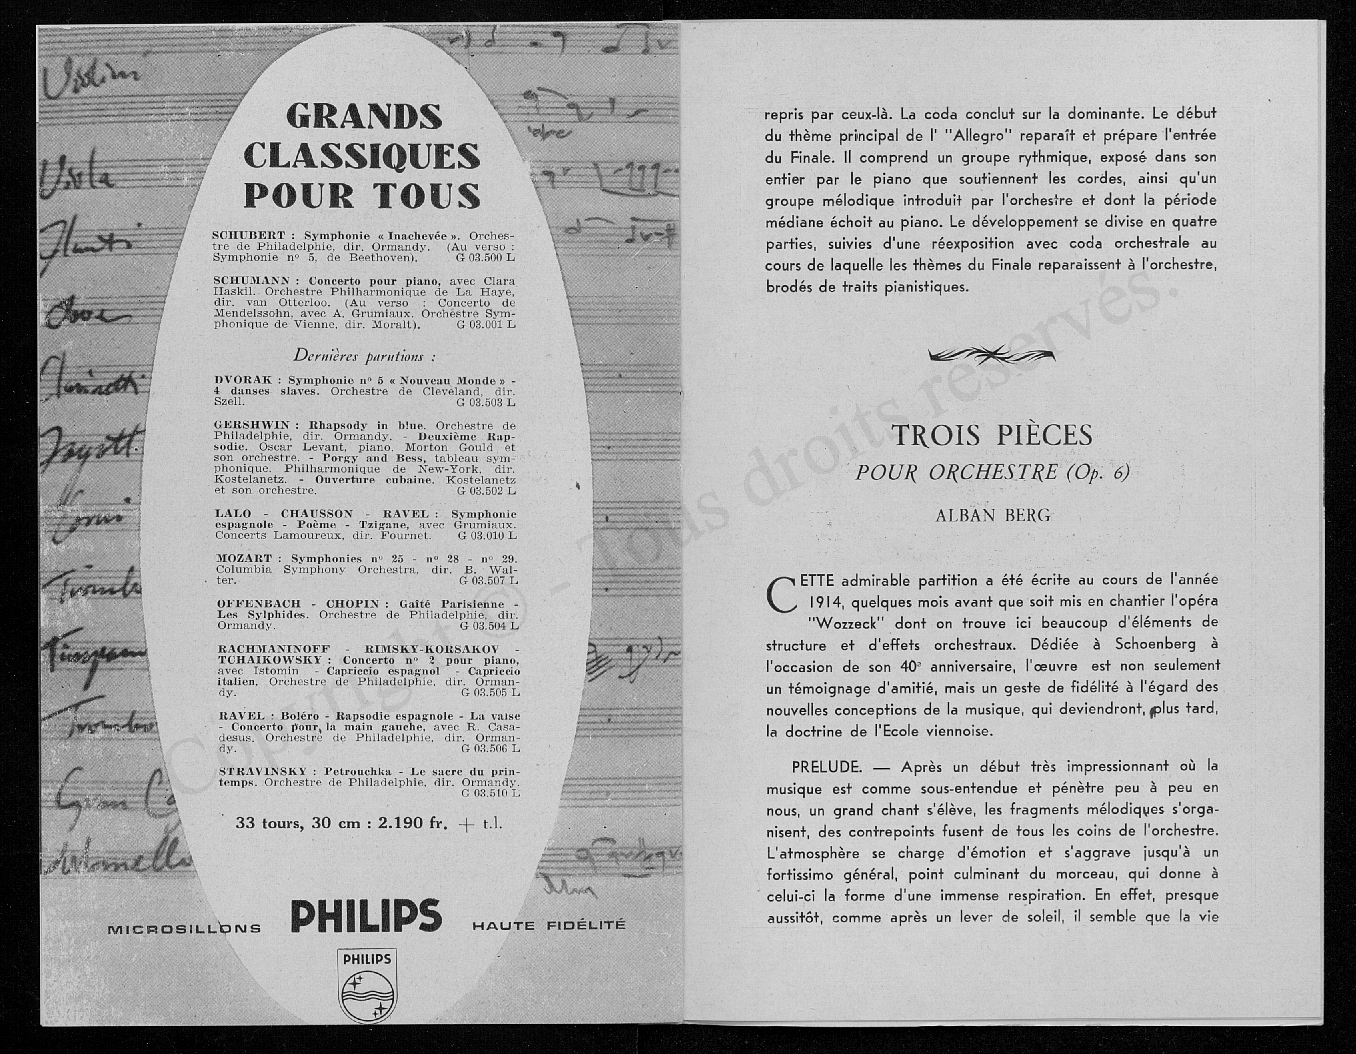 Violini
Viola
Flauti
Oboe
Clarinetti
Fagott
Corni
Trombe
Timpani
Trombo
Gran Ca
GRANDS
CLASSIQUES
POUR TOUS
SCHUBERT : Symphonie « Inachevée ». Orches-
tre de Philadelphie, dir. Ormandy. (Au verso :
Symphonie n° 5, de Beethoven). G 03.500 L
SCHUMANN : Concerto pour piano, avec Clara
Haskil. Orchestre Philharmonique de La Haye,
dir. van Otterloo. (Au verso : Concerto de
Mendelssohn, avec A. Grumiaux. Orchestre Sym-
phonique de Vienne, dir. Moralt). G 03.001 L
Dernières parutions :
DVORAK : Symphonie n° 5 « Nouveau Monde » -
4 danses slaves. Orchestre de Cleveland, dir.
Szell. G 03.503 L
GERSHWIN : Rhapsody in blue. Orchestre de
Philadelphie, dir. Ormandy. - Deuxième Rap-
sodie. Oscar Levant, piano. Morton Gould et
son orchestre. - Porgy and Bess, tableau sym-
phonique. Philharmonique de New-York, dir.
Kostelanetz. - Ouverture cubaine. Kostelanetz
et son orchestre. G 03.502 L
LALO - CHAUSSON - RAVEL : Symphonie
espagnole - Poème - Tzigane, avec Grumiaux.
Concerts Lamoureux, dir. Fournet. G 03.010 L
MOZART : Symphonies n° 25 - n° 28 - n° 29.
Columbia Symphony Orchestra, dir. B. Wal-
ter. G 03.507 L
OFFENBACH - CHOPIN : Gaîté Parisienne -
Les Sylphides. Orchestre de Philadelphie, dir.
Ormandy. G 03.504 L
RACHMANINOFF - RIMSKY-KORSAKOV -
TCHAIKOWSKY : Concerto n° 2 pour piano,
avec Istomin - Capriccio espagnol - Capriccio
italien. Orchestre de Philadelphie, dir. Orman-
dy. G 03.505 L
RAVEL : Boléro - Rapsodie espagnole - La valse
- Concerto pour la main gauche, avec R. Casa-
desus. Orchestre de Philadelphie, dir. Orman-
dy. G 03.506 L
STRAVINSKY : Petrouchka - Le sacre du prin-
temps. Orchestre de Philadelphie, dir. Ormandy.
G 03.510 L
33 tours, 30 cm : 2.190 fr. + t.l.
MICROSILLONS PHILIPS HAUTE FIDÉLITÉ
PHILIPS
repris par ceux-là. La coda conclut sur la dominante. Le début
du thème principal de l' "Allegro" reparaît et prépare l'entrée
du Finale. Il comprend un groupe rythmique, exposé dans son
entier par le piano que soutiennent les cordes, ainsi qu'un
groupe mélodique introduit par l'orchestre et dont la période
médiane échoit au piano. Le développement se divise en quatre
parties, suivies d'une réexposition avec coda orchestrale au
cours de laquelle les thèmes du Finale reparaissent à l'orchestre,
brodés de traits pianistiques.
TROIS PIÈCES
POUR ORCHESTRE (Op. 6)
ALBAN BERG
CETTE admirable partition a été écrite au cours de l'année
1914, quelques mois avant que soit mis en chantier l'opéra
"Wozzeck" dont on trouve ici beaucoup d'éléments de
structure et d'effets orchestraux. Dédiée à Schoenberg à
l'occasion de son 40e anniversaire, l'œuvre est non seulement
un témoignage d'amitié, mais un geste de fidélité à l'égard des
nouvelles conceptions de la musique, qui deviendront, plus tard,
la doctrine de l'Ecole viennoise.
PRELUDE. — Après un début très impressionnant où la
musique est comme sous-entendue et pénètre peu à peu en
nous, un grand chant s'élève, les fragments mélodiques s'orga-
nisent, des contrepoints fusent de tous les coins de l'orchestre.
L'atmosphère se charge d'émotion et s'aggrave jusqu'à un
fortissimo général, point culminant du morceau, qui donne à
celui-ci la forme d'une immense respiration. En effet, presque
aussitôt, comme après un lever de soleil, il semble que la vie
Copyright © - Tous droits réservés.